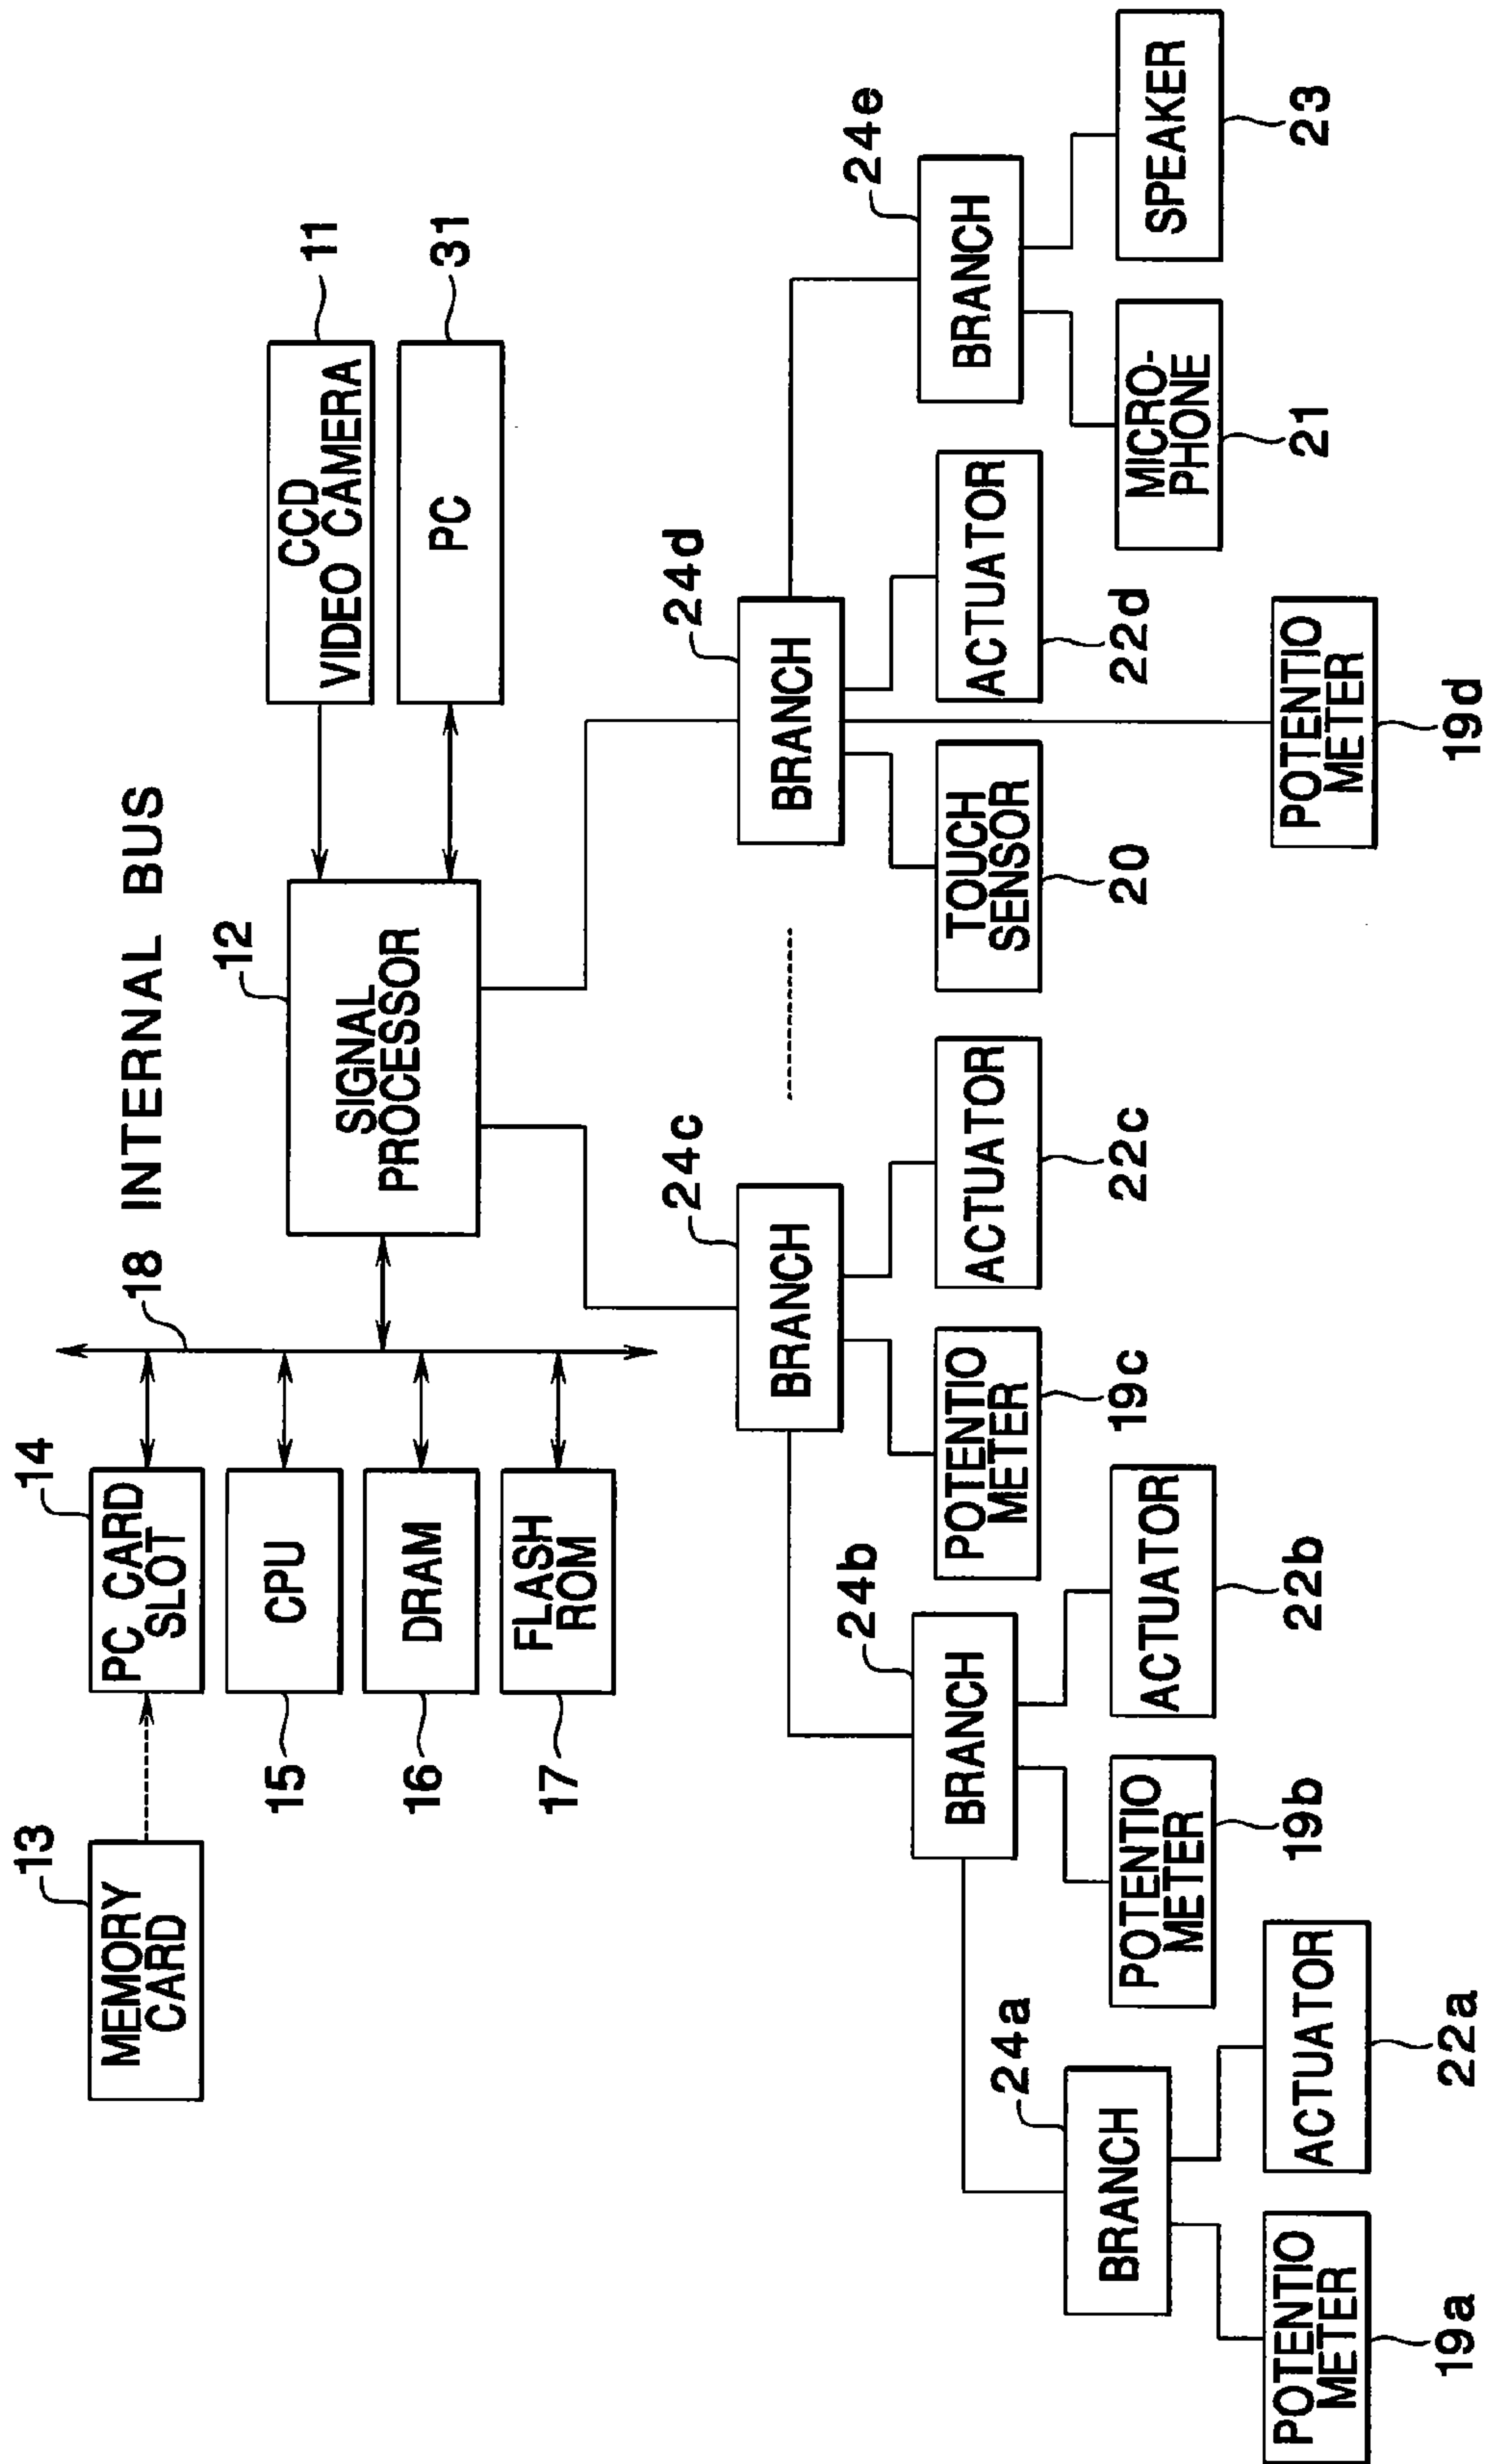 13
MEMORY
CARD
14
PC CARD
SLOT
15
CPU
16
DRAM
17
FLASH
ROM
18 INTERNAL BUS
12
SIGNAL
PROCESSOR
CCD
VIDEO CAMERA
11
PC
31
24a
BRANCH
POTENTIO
METER
19a
ACTUATOR
22a
24b
BRANCH
POTENTIO
METER
19b
ACTUATOR
22b
24c
BRANCH
POTENTIO
METER
19c
ACTUATOR
22c
24d
BRANCH
TOUCH
SENSOR
20
POTENTIO
METER
19d
ACTUATOR
22d
24e
BRANCH
MICRO-
PHONE
21
SPEAKER
23